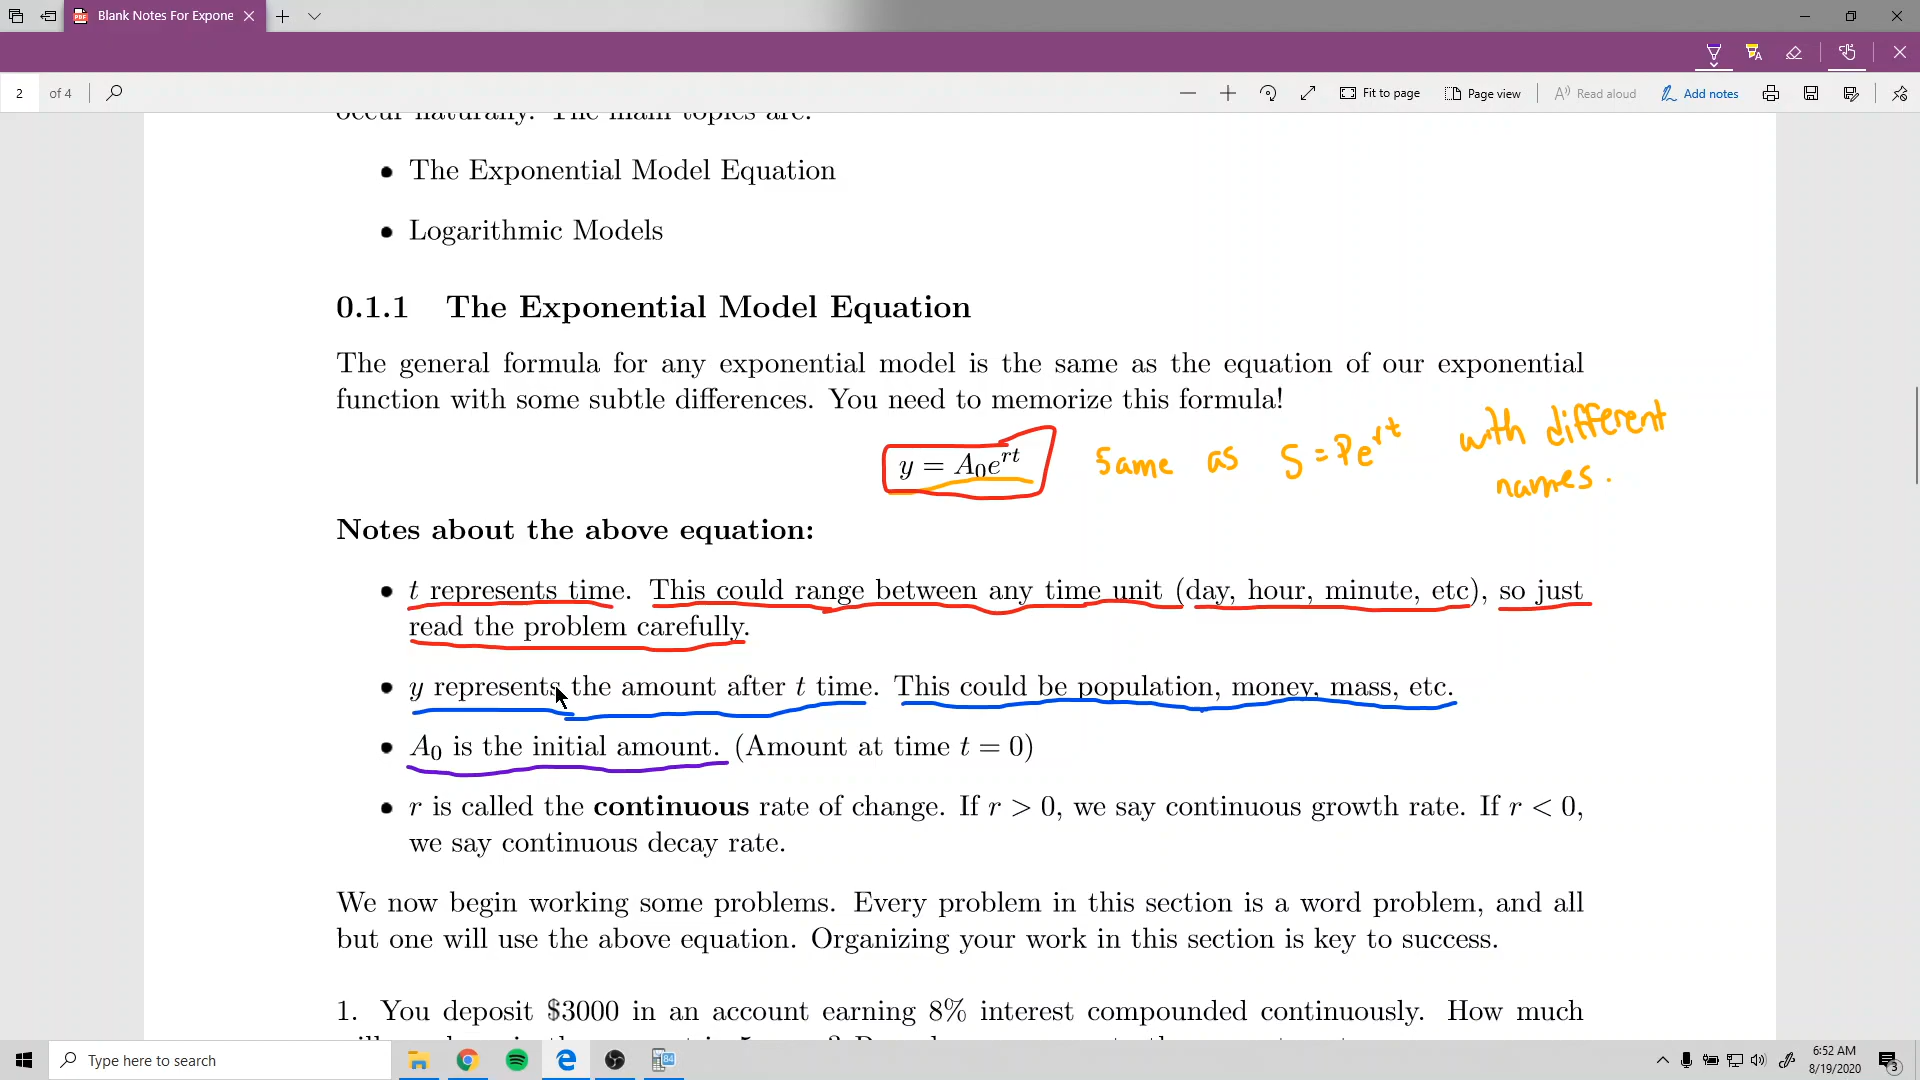 Blank Notes For Expone
2 of 4 Fit to page Page view Read aloud Add notes
occur naturally. The main topics are:
• The Exponential Model Equation
• Logarithmic Models
0.1.1 The Exponential Model Equation
The general formula for any exponential model is the same as the equation of our exponential
function with some subtle differences. You need to memorize this formula!
y = A₀e^{rt} Same as S = Pe^{rt} with different
names.
Notes about the above equation:
• t represents time. This could range between any time unit (day, hour, minute, etc), so just
read the problem carefully.
• y represents the amount after t time. This could be population, money, mass, etc.
• A₀ is the initial amount. (Amount at time t = 0)
• r is called the continuous rate of change. If r > 0, we say continuous growth rate. If r < 0,
we say continuous decay rate.
We now begin working some problems. Every problem in this section is a word problem, and all
but one will use the above equation. Organizing your work in this section is key to success.
1. You deposit $3000 in an account earning 8% interest compounded continuously. How much
Type here to search
6:52 AM
8/19/2020
3